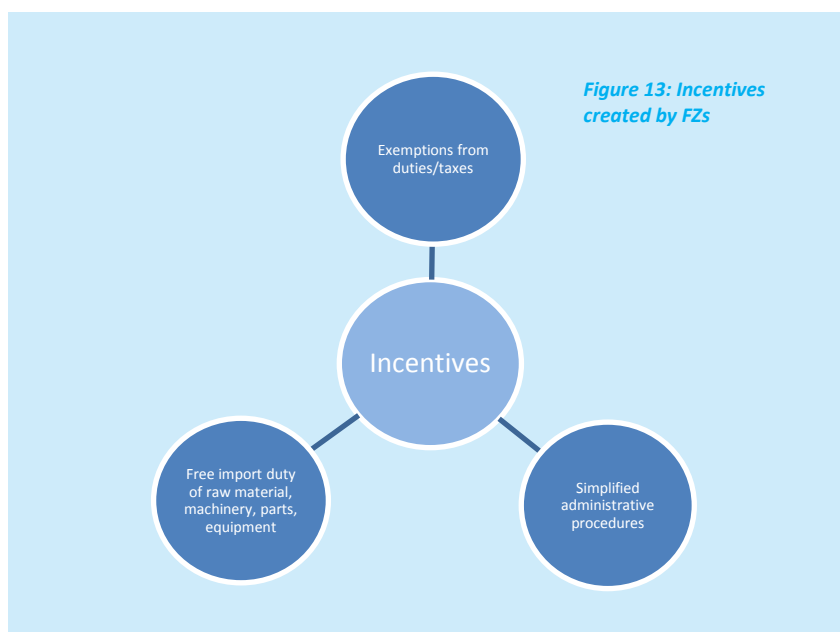 Figure 13: Incentives
created by FZs
Exemptions from
duties/taxes
Incentives
Free import duty
of raw material,
machinery, parts,
equipment
Simplified
administrative
procedures